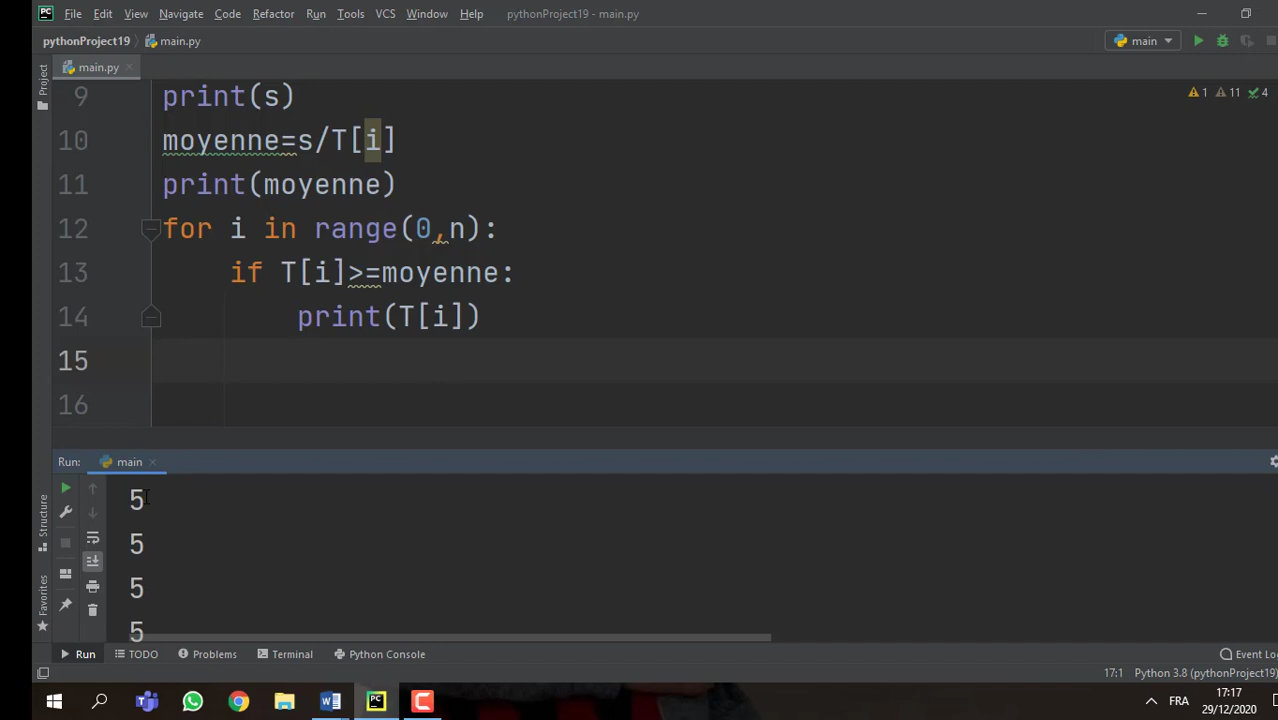 File Edit View Navigate Code Refactor Run Tools VCS Window Help pythonProject19 - main.py
pythonProject19 main.py main
Project
main.py
1 11 4
9 print(s)
10 moyenne=s/T[i]
11 print(moyenne)
12 for i in range(0,n):
13 if T[i]>=moyenne:
14 print(T[i])
15
16
Run: main
Structure
Favorites
5
5
5
5
Run TODO Problems Terminal Python Console Event Lo
17:1 Python 3.8 (pythonProject19)
FRA 17:17
29/12/2020